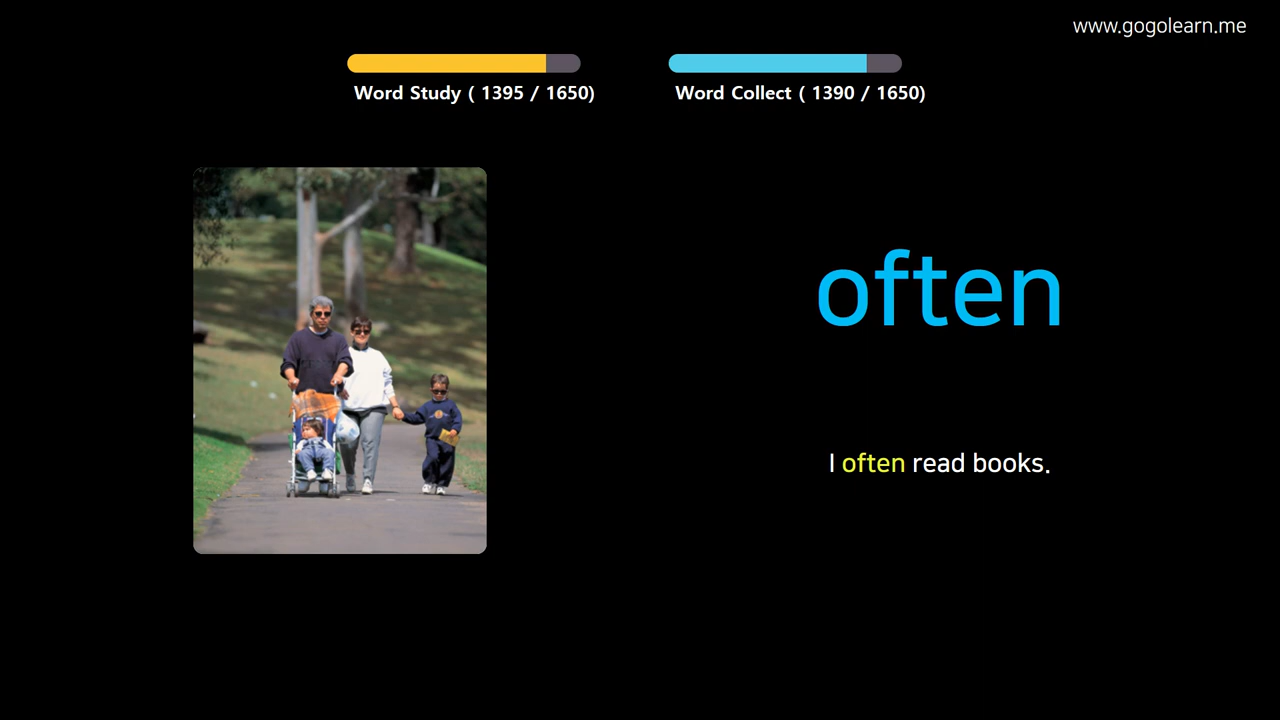 www.gogolearn.me
Word Study ( 1395 / 1650)
Word Collect ( 1390 / 1650)
often
I often read books.